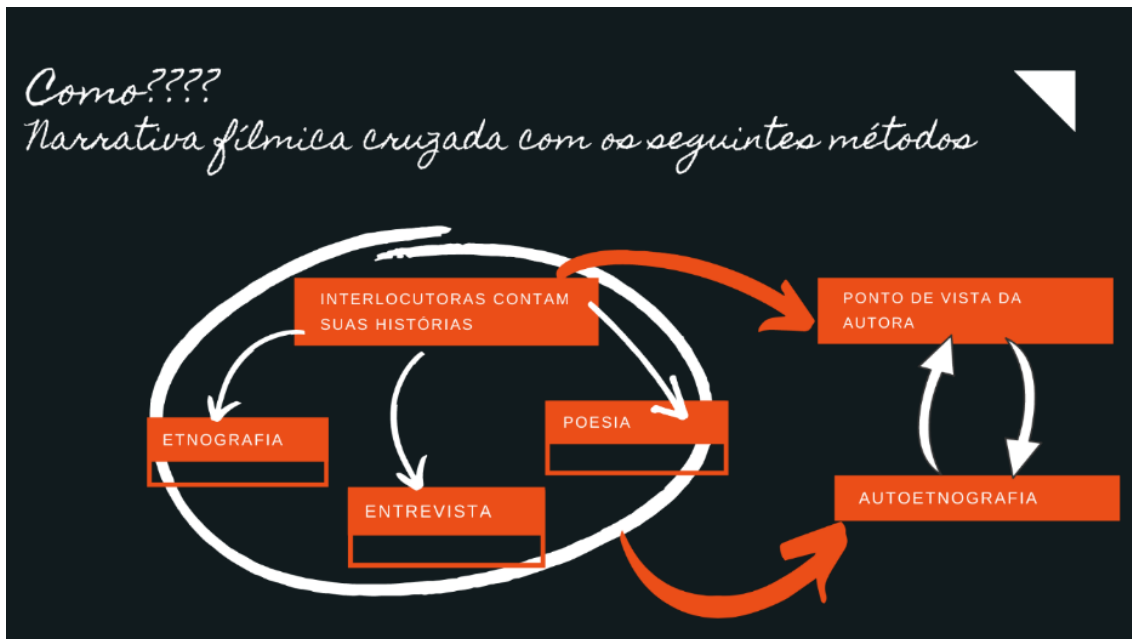 Como????
Narrativa fílmica cruzada com os seguintes métodos
INTERLOCUTORAS CONTAM
SUAS HISTÓRIAS
PONTO DE VISTA DA
AUTORA
ETNOGRAFIA
POESIA
ENTREVISTA
AUTOETNOGRAFIA